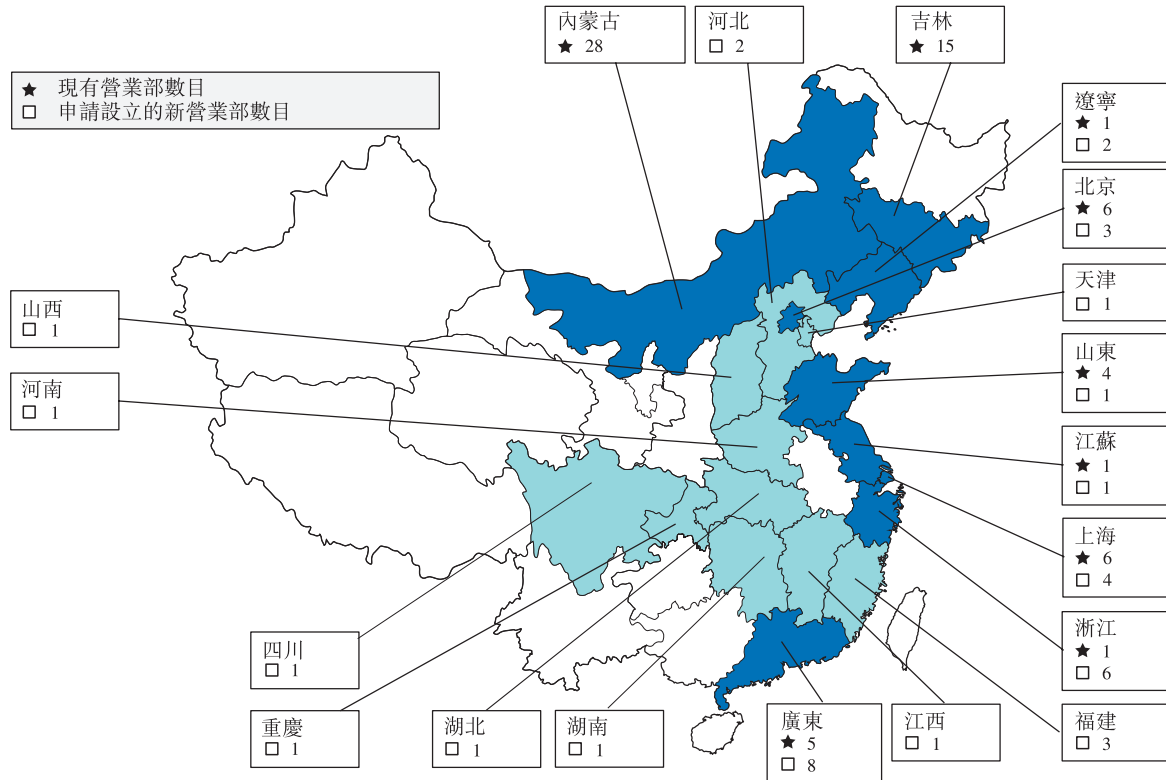 內蒙古
★ 28
河北
□ 2
吉林
★ 15
★ 現有營業部數目
□ 申請設立的新營業部數目
遼寧
★ 1
□ 2
北京
★ 6
□ 3
天津
□ 1
山西
□ 1
山東
★ 4
□ 1
河南
□ 1
江蘇
★ 1
□ 1
上海
★ 6
□ 4
浙江
★ 1
□ 6
四川
□ 1
重慶
□ 1
湖北
□ 1
湖南
□ 1
廣東
★ 5
□ 8
江西
□ 1
福建
□ 3